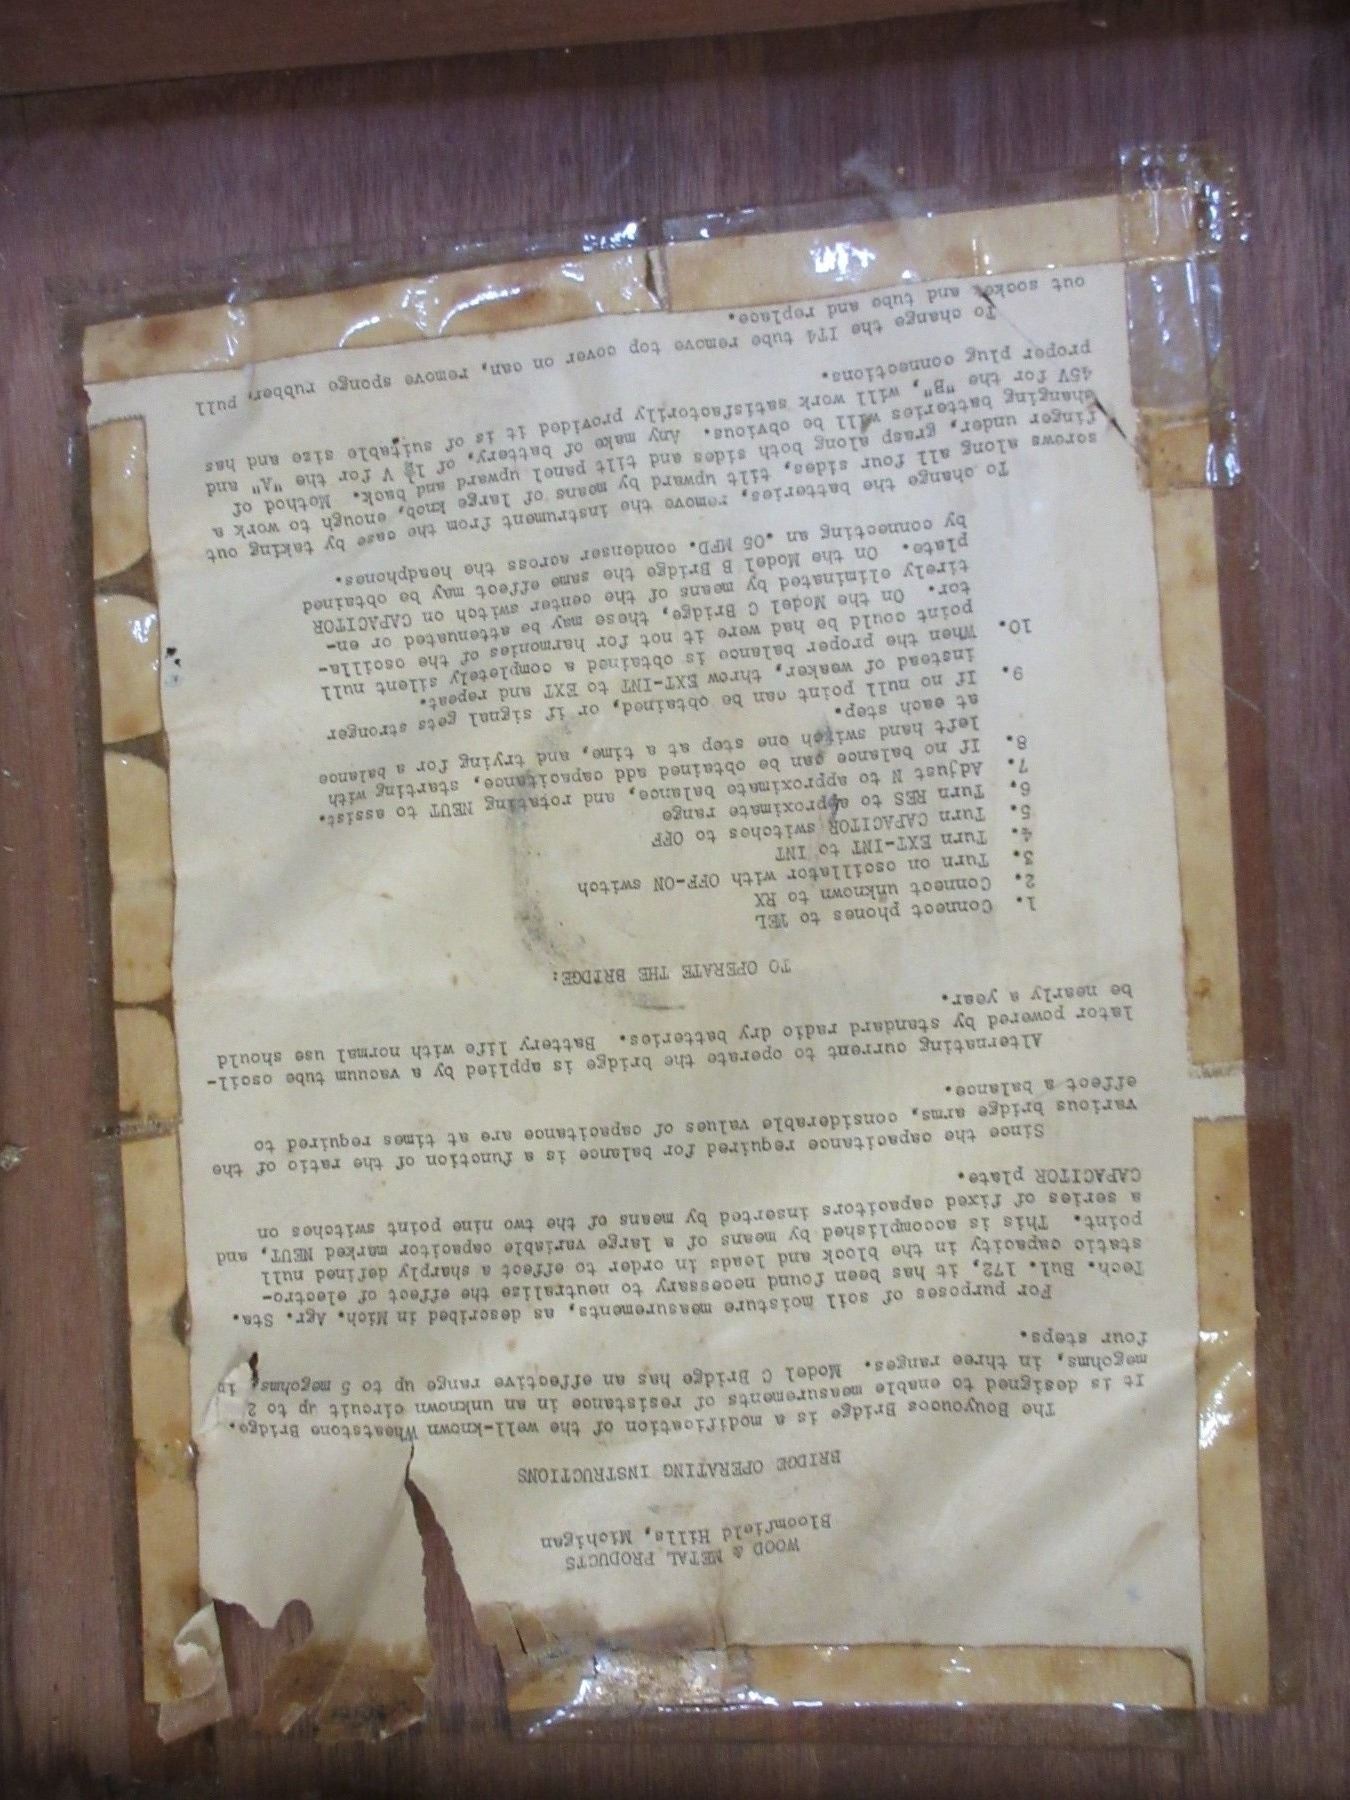 WOOD & METAL PRODUCTS
Bloomfield Hills, Michigan
BRIDGE OPERATING INSTRUCTIONS
The Bouyoucos Bridge is a modification of the well-known Wheatstone Bridge.
It is designed to enable measurements of resistance in an unknown circuit up to 2
megohms, in three ranges. Model C Bridge has an effective range up to 5 megohms, in
four steps.
For purposes of soil moisture measurements, as described in Mich. Agr. Sta.
Tech. Bul. 172, it has been found necessary to neutralize the effect of electro-
static capacity in the block and leads in order to effect a sharply defined null
point. This is accomplished by means of a large variable capacitor marked NEUT, and
a series of fixed capacitors inserted by means of the two nine point switches on
CAPACITOR plate.
Since the capacitance required for balance is a function of the ratio of the
various bridge arms, considerable values of capacitance are at times required to
effect a balance.
Alternating current to operate the bridge is applied by a vacuum tube oscil-
lator powered by standard radio dry batteries. Battery life with normal use should
be nearly a year.
TO OPERATE THE BRIDGE:
1. Connect phones to TEL
2. Connect unknown to RX
3. Turn on oscillator with OFF-ON switch
4. Turn EXT-INT to INT
5. Turn CAPACITOR switches to OFF
6. Turn RES to approximate range
7. Adjust N to approximate balance, and rotating NEUT to assist.
8. If no balance can be obtained add capacitance, starting with
left hand switch one step at a time, and trying for a balance
at each step.
9. If no null point can be obtained, or if signal gets stronger
instead of weaker, throw EXT-INT to EXT and repeat.
10. When the proper balance is obtained a completely silent null
point could be had were it not for harmonics of the oscilla-
tor. On the Model C Bridge, these may be attenuated or en-
tirely eliminated by means of the center switch on CAPACITOR
plate. On the Model B Bridge the same effect may be obtained
by connecting an .05 MFD. condenser across the headphones.
To change the batteries, remove the instrument from the case by taking out
screws along all four sides, tilt upward by means of large knob, enough to work a
finger under, grasp along both sides and tilt panel upward and back. Method of
changing batteries will be obvious. Any make of battery, of 1½ V for the "A" and
45V for the "B", will work satisfactorily provided it is of suitable size and has
proper plug connections.
To change the 1T4 tube remove top cover on can, remove sponge rubber, pull
out socket and tube and replace.